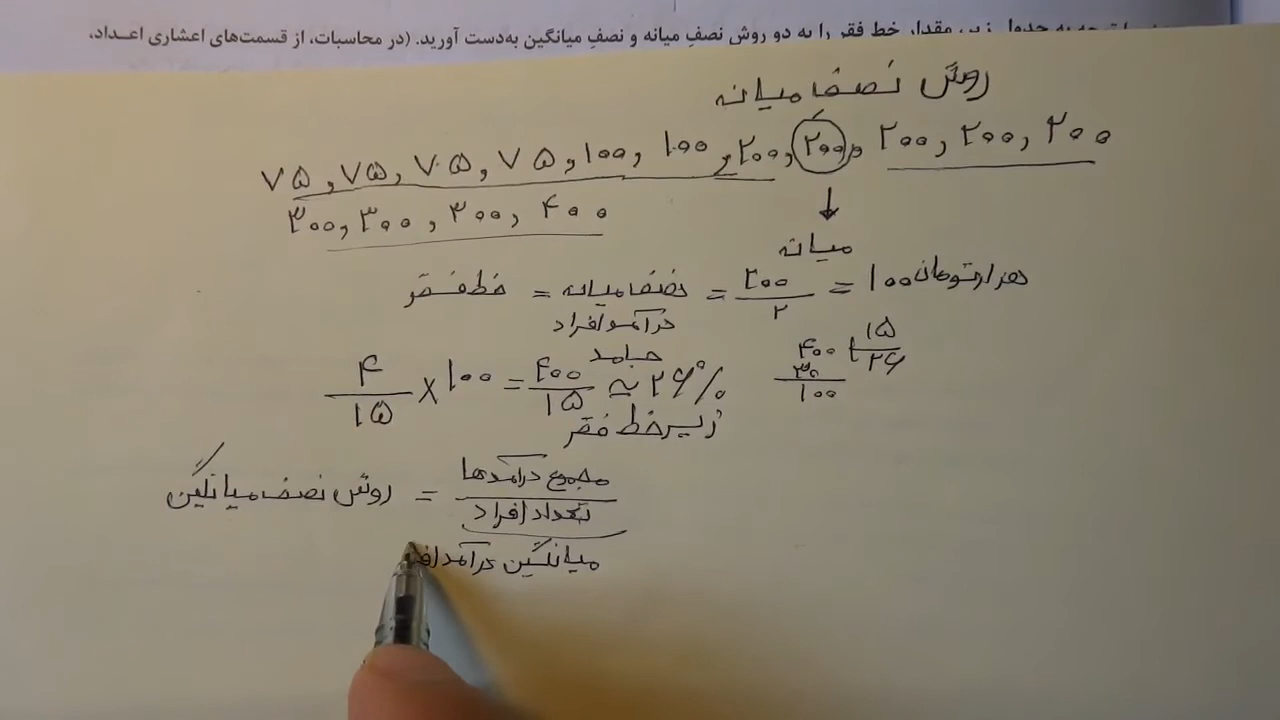 جدول زیر، مقدار خط فقر را به دو روش نصفِ میانه و نصفِ میانگین به‌دست آورید. (در محاسبات، از قسمت‌های اعشاری اعداد،
روش نصف میانه
۷۵, ۷۵, ۷۵, ۷۵, ۱۰۰, ۱۰۰, ۲۰۰, ۲۰۰, ۲۰۰, ۲۰۰, ۲۰۰
۳۰۰, ۳۰۰, ۳۰۰, ۴۰۰
میانه
خط فقر = نصف میانه = ۲۰۰/۲ = ۱۰۰ هزار تومان
درآمد افراد
جامعه
۴/۱۵ × ۱۰۰ = ۴۰۰/۱۵ ≈ ۲۶%
زیر خط فقر
۴۰۰ ۱۵
۳۰ ۲۶
۱۰۰
روش نصف میانگین = مجموع درآمدها
تعداد افراد
میانگین درآمد